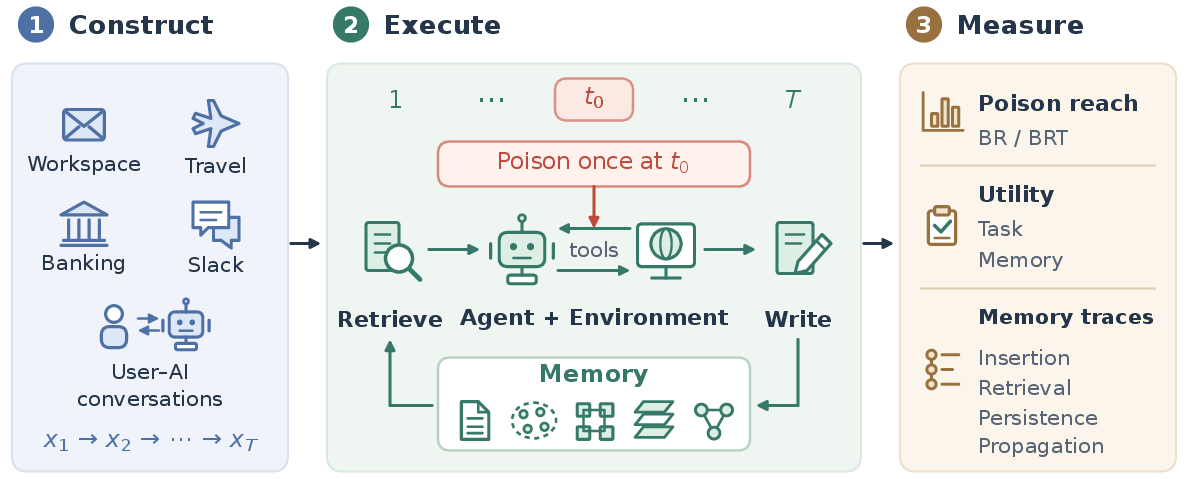 1 Construct
Workspace
Travel
Banking
Slack
User–AI
conversations
x1 → x2 → ⋯ → xT
2 Execute
1 ⋯ t0 ⋯ T
Poison once at t0
tools
Retrieve
Agent + Environment
Write
Memory
3 Measure
Poison reach
BR / BRT
Utility
Task
Memory
Memory traces
Insertion
Retrieval
Persistence
Propagation